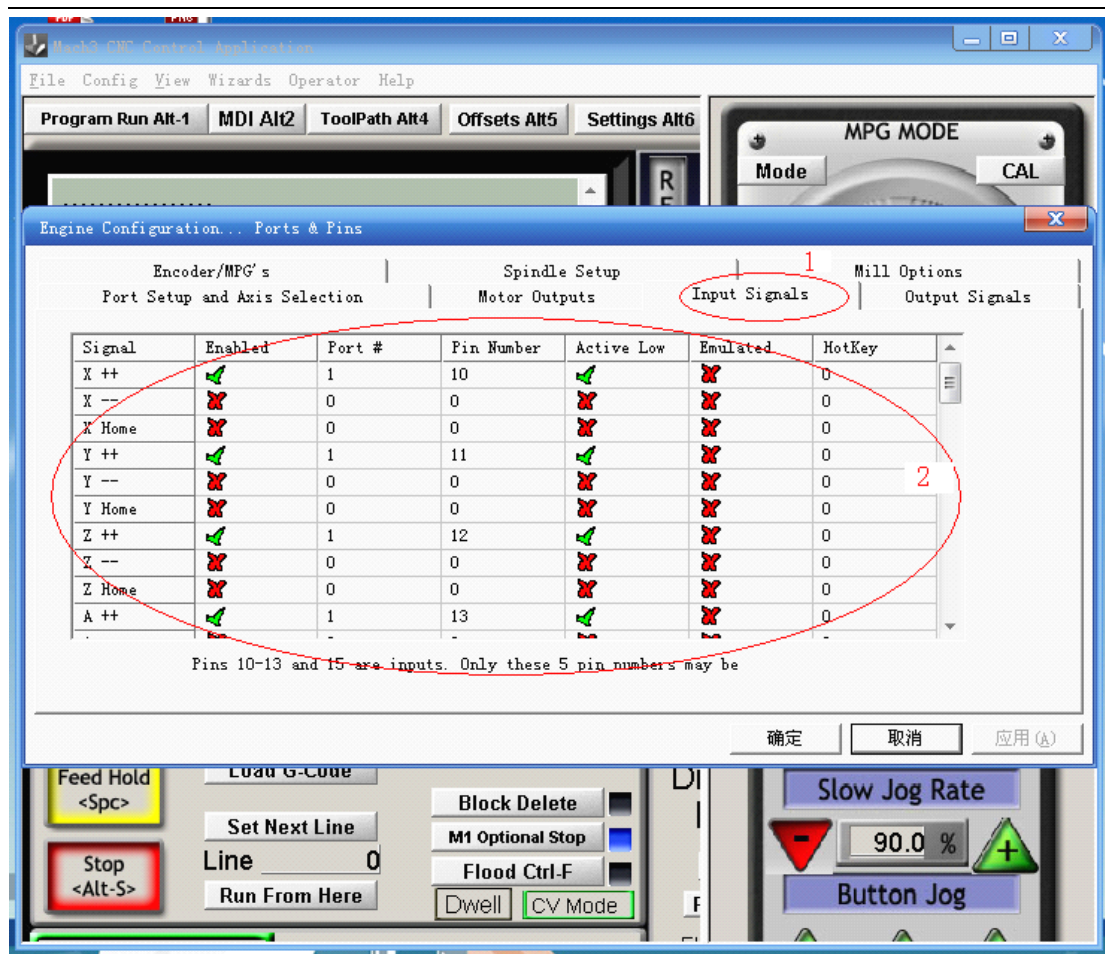 Mach3 CNC Control Application
File Config View Wizards Operator Help
Program Run Alt-1 MDI Alt2 ToolPath Alt4 Offsets Alt5 Settings Alt6
MPG MODE
Mode CAL
R
Engine Configuration... Ports & Pins
Encoder/MPG's Spindle Setup 1 Mill Options
Port Setup and Axis Selection Motor Outputs Input Signals Output Signals
Signal Enabled Port # Pin Number Active Low Emulated HotKey
X ++ 1 10 0
X -- 0 0 0
X Home 0 0 0
Y ++ 1 11 0
Y -- 0 0 0 2
Y Home 0 0 0
Z ++ 1 12 0
Z -- 0 0 0
Z Home 0 0 0
A ++ 1 13 0
Pins 10-13 and 15 are inputs. Only these 5 pin numbers may be
确定 取消 应用(A)
Feed Hold
<Spc>
Load G-Code
Set Next Line
Line 0
Run From Here
Stop
<Alt-S>
Block Delete
M1 Optional Stop
Flood Ctrl-F
Dwell CV Mode
Slow Jog Rate
- 90.0 % +
Button Jog